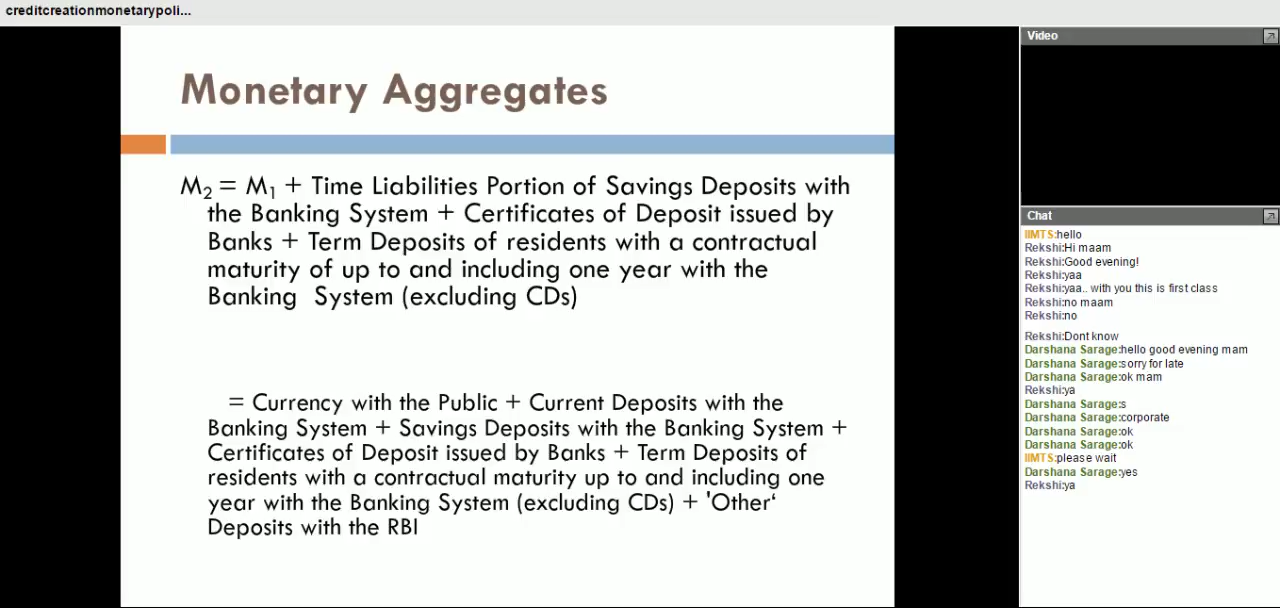 creditcreationmonetarypoli...
Monetary Aggregates
M2 = M1 + Time Liabilities Portion of Savings Deposits with
the Banking System + Certificates of Deposit issued by
Banks + Term Deposits of residents with a contractual
maturity of up to and including one year with the
Banking System (excluding CDs)
= Currency with the Public + Current Deposits with the
Banking System + Savings Deposits with the Banking System +
Certificates of Deposit issued by Banks + Term Deposits of
residents with a contractual maturity up to and including one
year with the Banking System (excluding CDs) + 'Other‘
Deposits with the RBI
Video
Chat
IIMTS:hello
Rekshi:Hi maam
Rekshi:Good evening!
Rekshi:yaa
Rekshi:yaa.. with you this is first class
Rekshi:no maam
Rekshi:no
Rekshi:Dont know
Darshana Sarage:hello good evening mam
Darshana Sarage:sorry for late
Darshana Sarage:ok mam
Rekshi:ya
Darshana Sarage:s
Darshana Sarage:corporate
Darshana Sarage:ok
Darshana Sarage:ok
IIMTS:please wait
Darshana Sarage:yes
Rekshi:ya